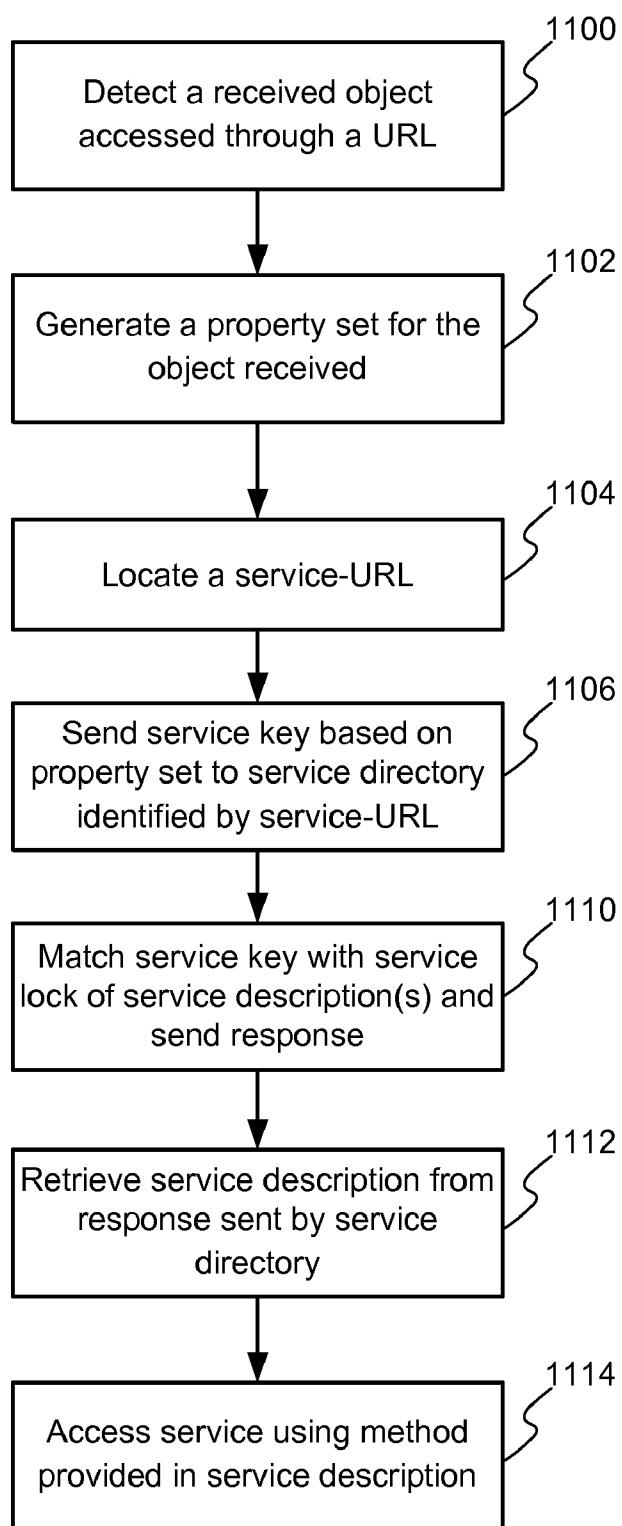 1100
Detect a received object
accessed through a URL
1102
Generate a property set for the
object received
1104
Locate a service-URL
1106
Send service key based on
property set to service directory
identified by service-URL
1110
Match service key with service
lock of service description(s) and
send response
1112
Retrieve service description from
response sent by service
directory
1114
Access service using method
provided in service description